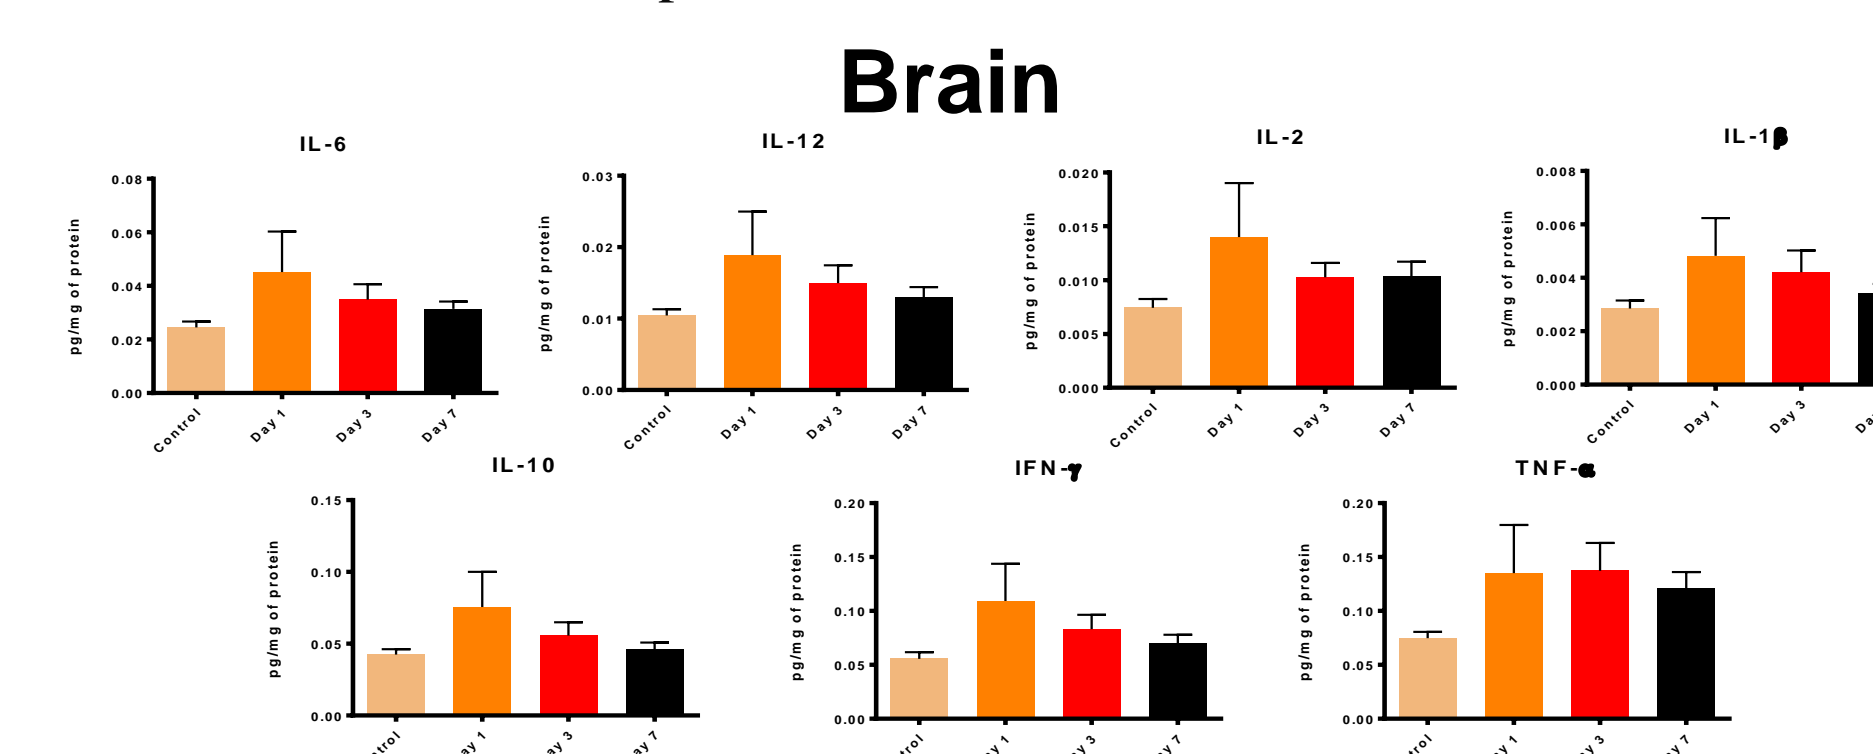 Brain
IL-6
pg/mg of protein
0.08
0.06
0.04
0.02
0.00
Control
Day 1
Day 3
Day 7
IL-12
pg/mg of protein
0.03
0.02
0.01
0.00
Control
Day 1
Day 3
Day 7
IL-2
pg/mg of protein
0.020
0.015
0.010
0.005
0.000
Control
Day 1
Day 3
Day 7
IL-1β
pg/mg of protein
0.008
0.006
0.004
0.002
0.000
Control
Day 1
Day 3
IL-10
pg/mg of protein
0.15
0.10
0.05
0.00
Day 3
IFN-γ
pg/mg of protein
0.20
0.15
0.10
0.05
0.00
Day 1
TNF-α
pg/mg of protein
0.20
0.15
0.10
0.05
0.00
Day 1